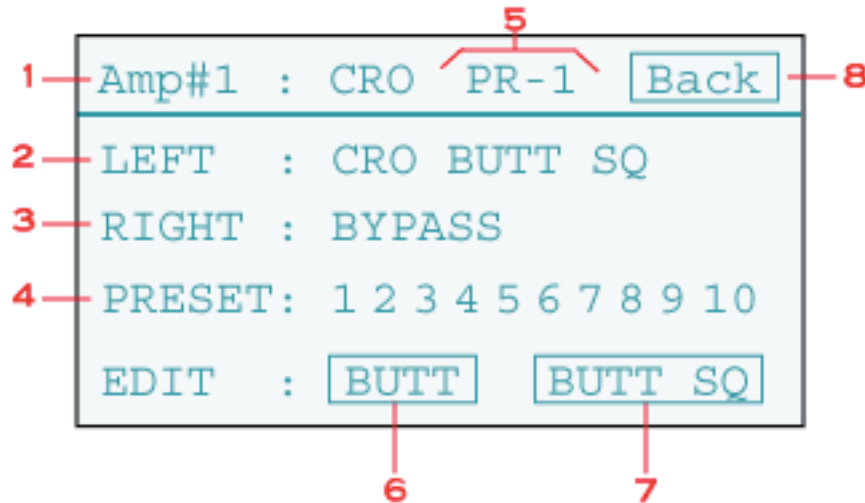 5
1 Amp#1 : CRO PR-1 Back 8
2 LEFT : CRO BUTT SQ
3 RIGHT : BYPASS
4 PRESET: 1 2 3 4 5 6 7 8 9 10
EDIT : BUTT BUTT SQ
6 7